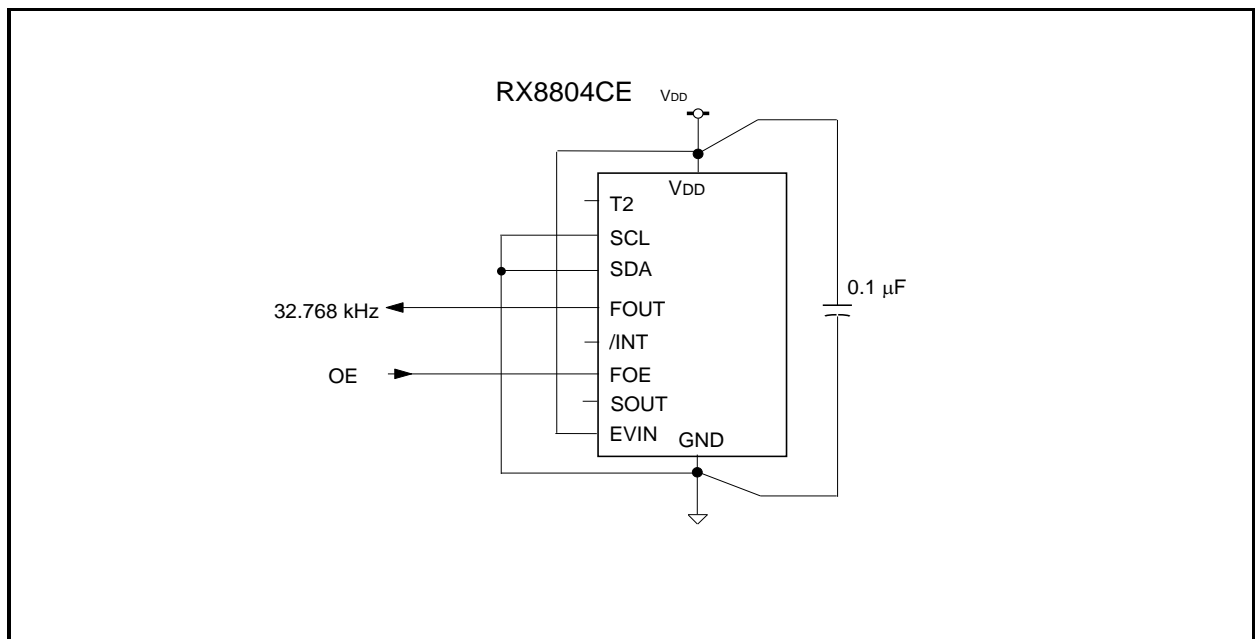 RX8804CE
VDD
VDD
T2
SCL
SDA
0.1 μF
32.768 kHz
FOUT
/INT
OE
FOE
SOUT
EVIN
GND